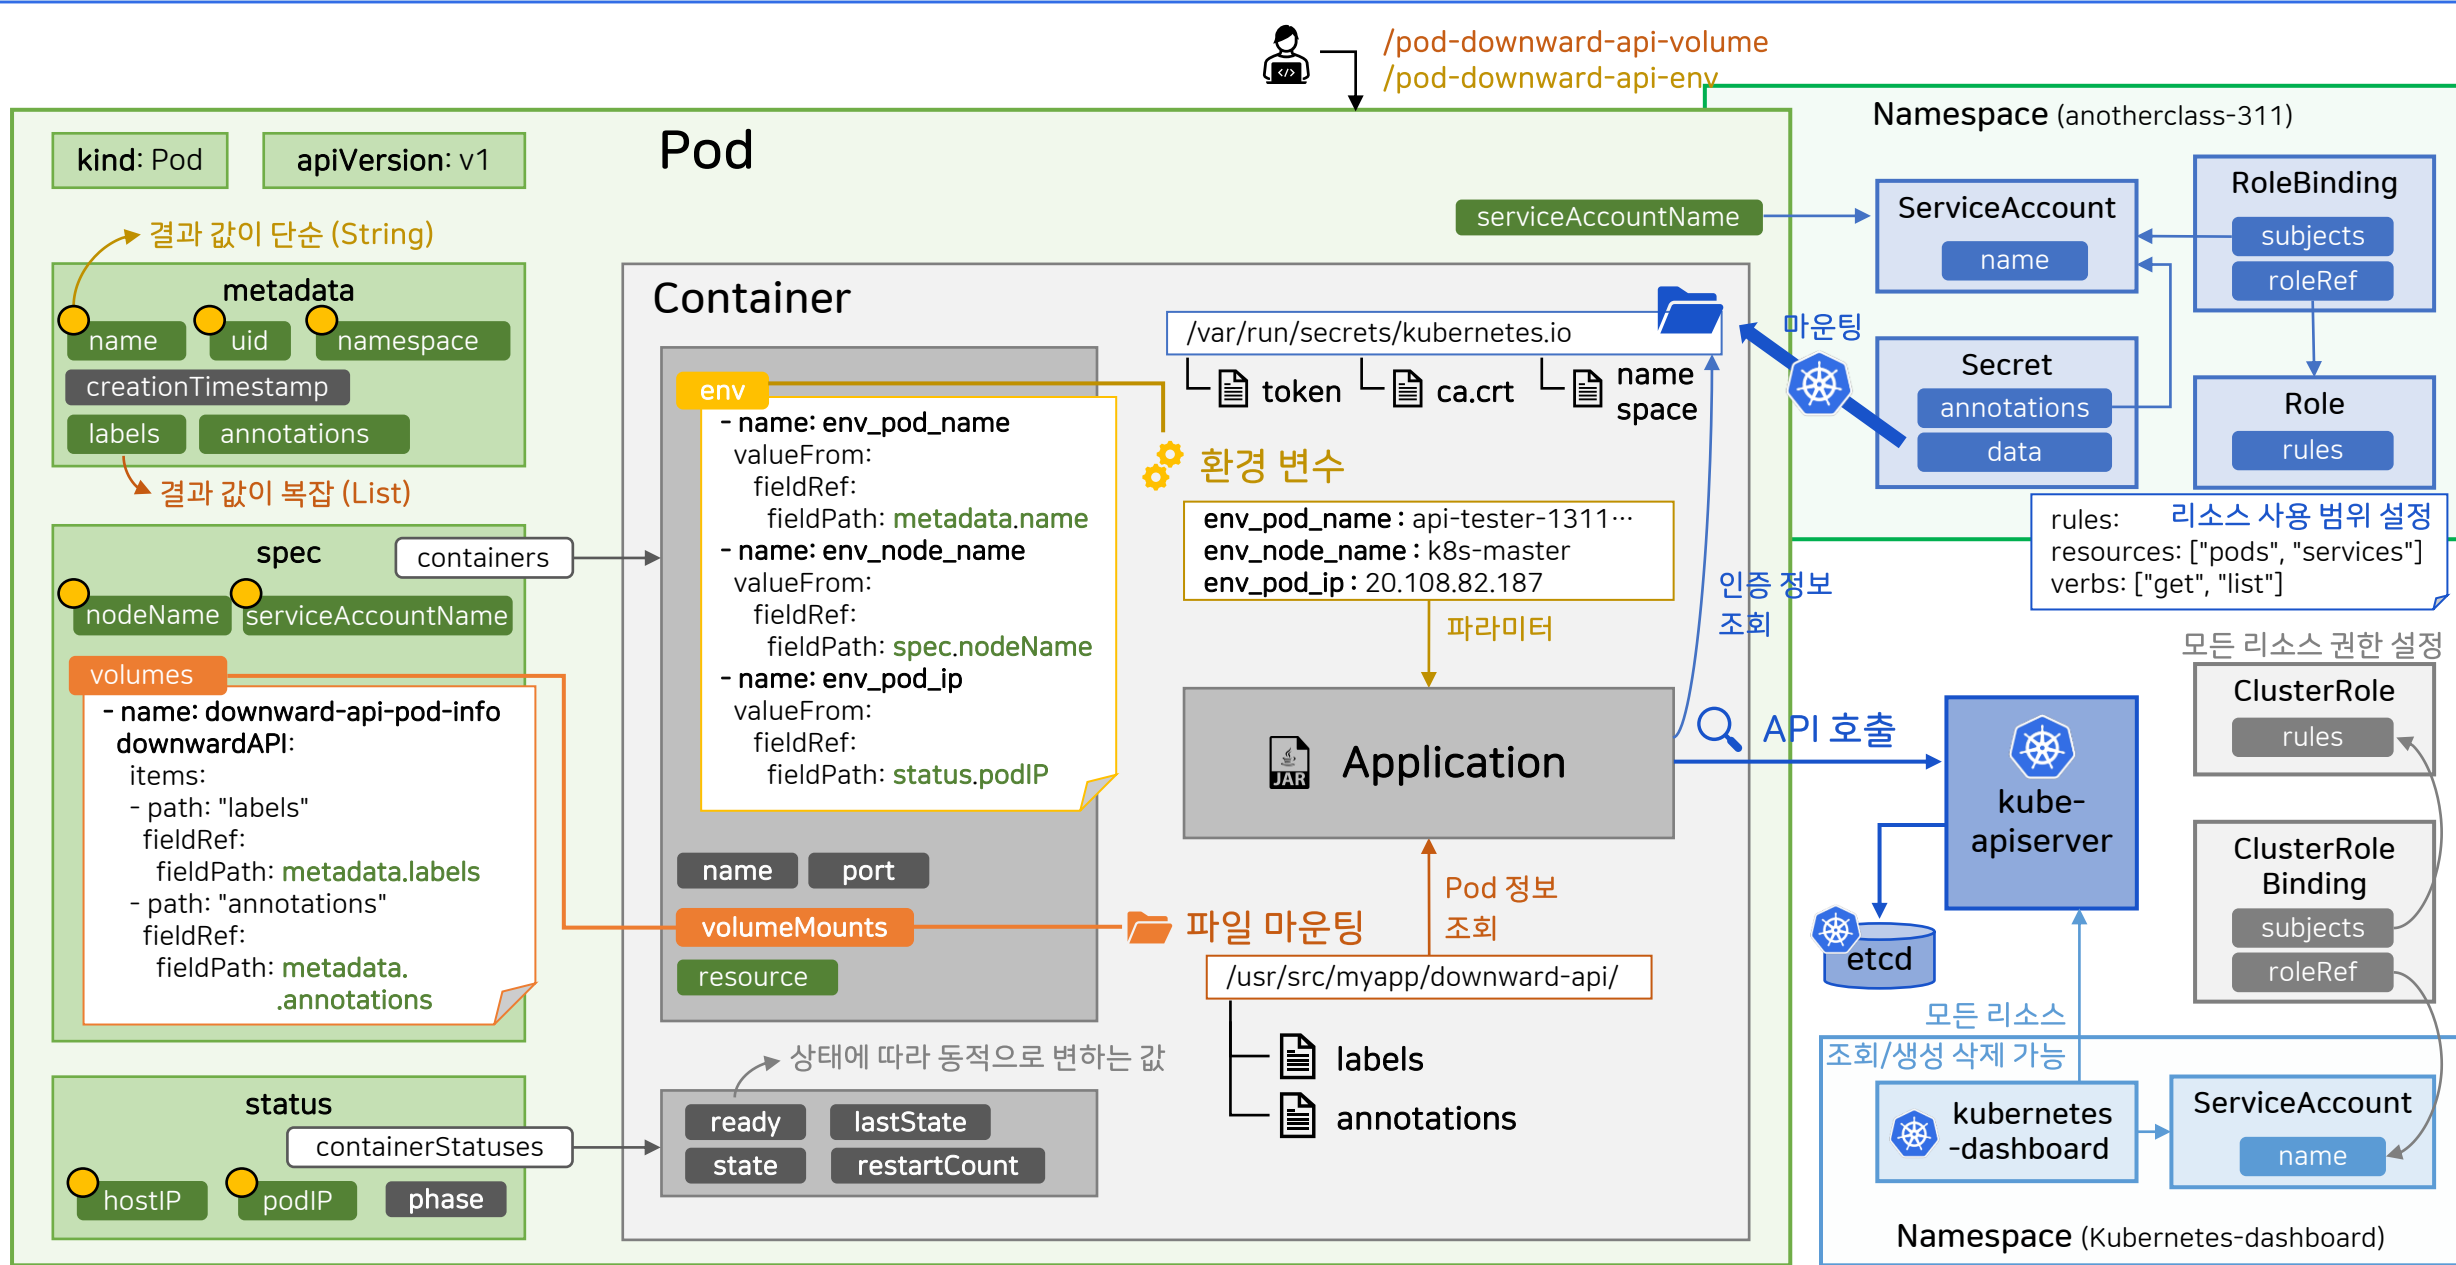 /pod-downward-api-volume
/pod-downward-api-env
Pod
kind: Pod
apiVersion: v1
결과 값이 단순 (String)
metadata
name
uid
namespace
creationTimestamp
labels
annotations
결과 값이 복잡 (List)
spec
containers
nodeName
serviceAccountName
volumes
- name: downward-api-pod-info
downwardAPI:
items:
- path: "labels"
fieldRef:
fieldPath: metadata.labels
- path: "annotations"
fieldRef:
fieldPath: metadata.
.annotations
status
containerStatuses
hostIP
podIP
phase
serviceAccountName
Container
env
- name: env_pod_name
valueFrom:
fieldRef:
fieldPath: metadata.name
- name: env_node_name
valueFrom:
fieldRef:
fieldPath: spec.nodeName
- name: env_pod_ip
valueFrom:
fieldRef:
fieldPath: status.podIP
name
port
volumeMounts
resource
상태에 따라 동적으로 변하는 값
ready
lastState
state
restartCount
/var/run/secrets/kubernetes.io
token
ca.crt
name
space
환경 변수
env_pod_name : api-tester-1311...
env_node_name : k8s-master
env_pod_ip : 20.108.82.187
파라미터
인증 정보
조회
</>
JAR
Application
Pod 정보
조회
파일 마운팅
/usr/src/myapp/downward-api/
labels
annotations
Namespace (anotherclass-311)
ServiceAccount
name
RoleBinding
subjects
roleRef
마운팅
Secret
annotations
data
Role
rules
rules:
리소스 사용 범위 설정
resources: ["pods", "services"]
verbs: ["get", "list"]
모든 리소스 권한 설정
ClusterRole
rules
API 호출
kube-
apiserver
etcd
ClusterRole
Binding
subjects
roleRef
모든 리소스
조회/생성 삭제 가능
kubernetes
-dashboard
ServiceAccount
name
Namespace (Kubernetes-dashboard)